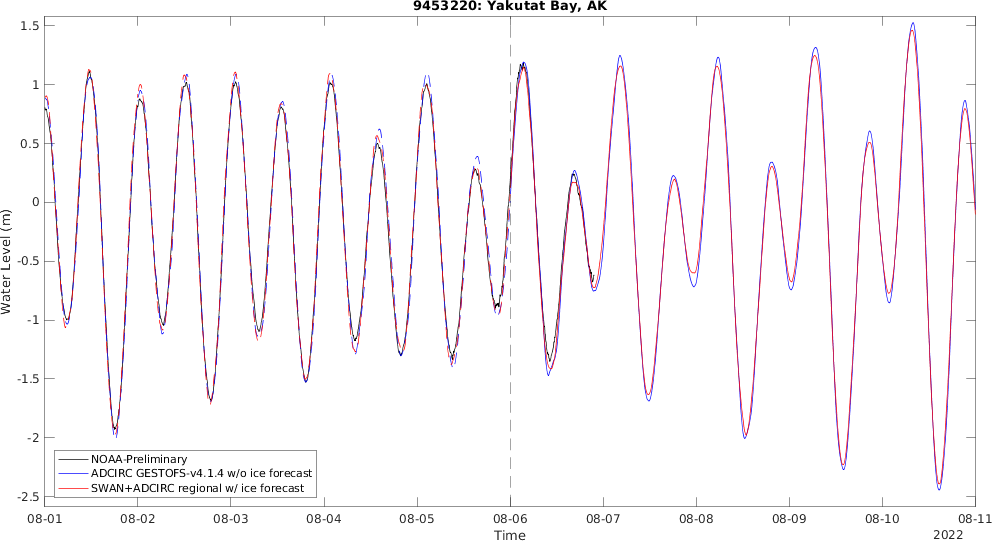 9453220: Yakutat Bay, AK
1.5
1
0.5
0
-0.5
-1
-1.5
-2
-2.5
Water Level (m)
NOAA-Preliminary
ADCIRC GESTOFS-v4.1.4 w/o ice forecast
SWAN+ADCIRC regional w/ ice forecast
08-01 08-02 08-03 08-04 08-05 08-06 08-07 08-08 08-09 08-10 08-11
Time
2022